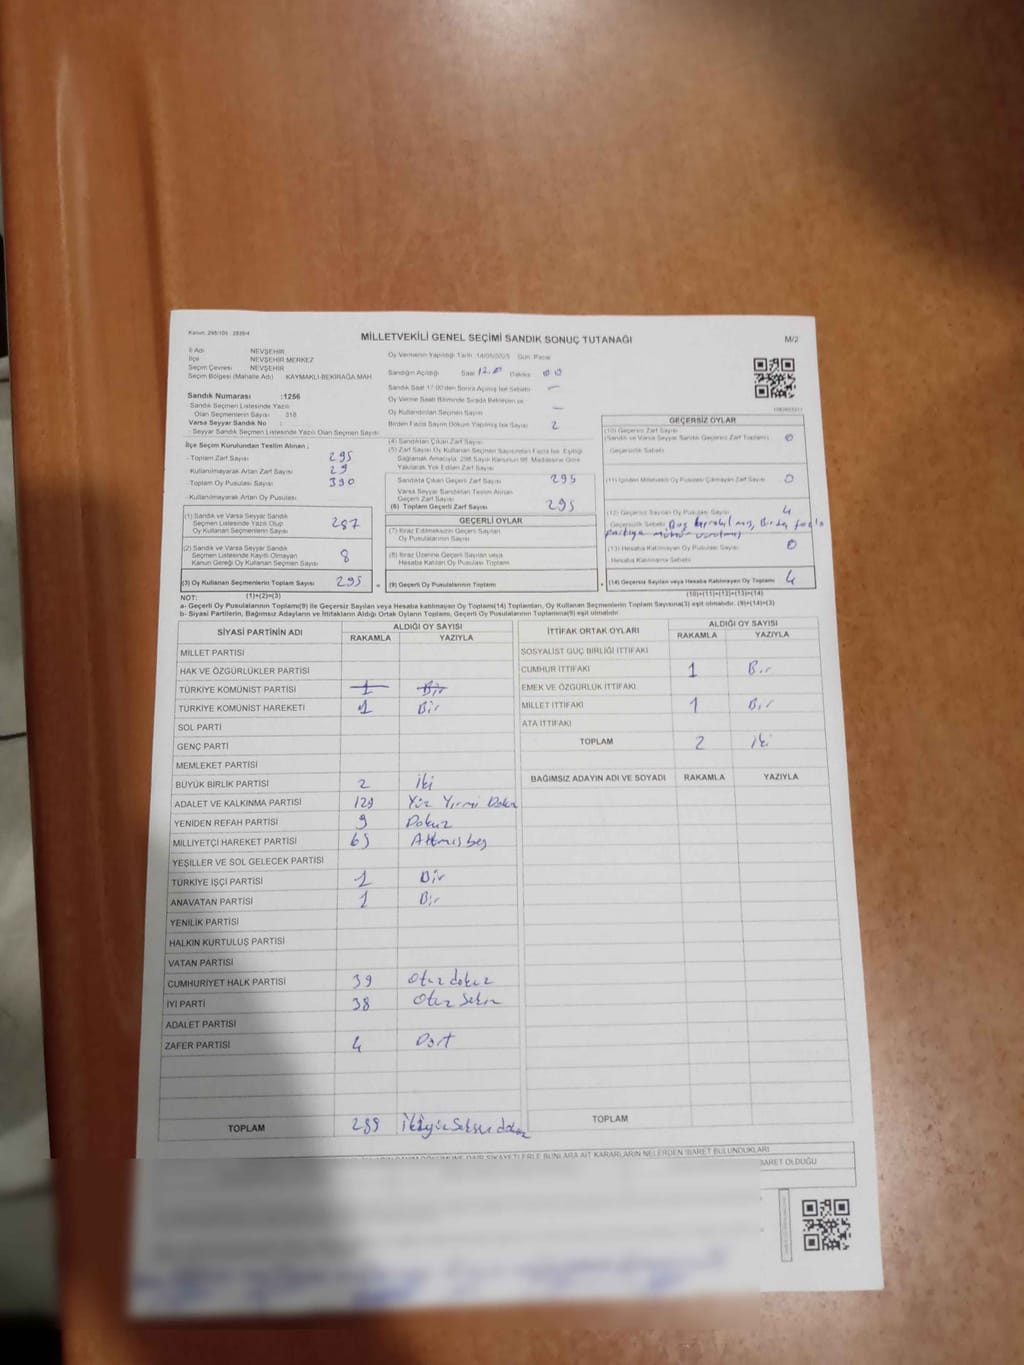 Kanun: 298/105 , 2839/4
MİLLETVEKİLİ GENEL SEÇİMİ SANDIK SONUÇ TUTANAĞI
M/2
İl Adı NEVŞEHİR
İlçe NEVŞEHİR MERKEZ
Seçim Çevresi NEVŞEHİR
Seçim Bölgesi (Mahalle Adı) : KAYMAKLI-BEKİRAĞA MAH
Sandık Numarası :1256
Sandık Seçmen Listesinde Yazılı
Olan Seçmenlerin Sayısı 318
Varsa Seyyar Sandık No :
Seyyar Sandık Listesinde Yazılı Olan Seçmen Sayısı
İlçe Seçim Kurulundan Teslim Alınan ;
- Toplam Zarf Sayısı 295
- Kullanılmayarak Artan Zarf Sayısı 29
- Toplam Oy Pusulası Sayısı 330
- Kullanılmayarak Artan Oy Pusulası
(1) Sandık ve Varsa Seyyar Sandık
Seçmen Listesinde Yazılı Olup
Oy Kullanan Seçmenlerin Sayısı 287
(2) Sandık ve Varsa Seyyar Sandık
Seçmen Listesinde Kayıtlı Olmayan
Kanun Gereği Oy Kullanan Seçmen Sayısı 8
(3) Oy Kullanan Seçmenlerin Toplam Sayısı 295
(1)+(2)=(3)
Oy Vermenin Yapıldığı Tarih 14/05/2023 Gün Pazar
Sandığın Açıldığı Saat Dakika 00
Sandık Saat 17:00'den Sonra Açılmış İse Sebebi —
Oy Verme Saati Bitiminde Sırada Bekleyen ve
Oy Kullandırılan Seçmen Sayısı —
Birden Fazla Sayım Döküm Yapılmış İse Sayısı 2
(4) Sandıktan Çıkan Zarf Sayısı
(5) Zarf Sayısı Oy Kullanan Seçmen Sayısından Fazla İse, Eşitliği
Sağlamak Amacıyla, 298 Sayılı Kanunun 98. Maddesine Göre
Yakılarak Yok Edilen Zarf Sayısı
Sandıkta Çıkan Geçerli Zarf Sayısı 295
Varsa Seyyar Sandıktan Teslim Alınan
Geçerli Zarf Sayısı
(6) Toplam Geçerli Zarf Sayısı 295
GEÇERLİ OYLAR
(7) İtiraz Edilmeksizin Geçerli Sayılan
Oy Pusulalarının Sayısı
(8) İtiraz Üzerine Geçerli Sayılan veya
Hesaba Katılan Oy Pusulalarının Sayısı
= (9) Geçerli Oy Pusulalarının Toplamı
GEÇERSİZ OYLAR
(10) Geçersiz Zarf Sayısı
(Sandık ve Varsa Seyyar Sandık Geçersiz Zarf Toplamı) 0
Geçersizlik Sebebi
(11) İçinden Milletvekili Oy Pusulası Çıkmayan Zarf Sayısı 0
(12) Geçersiz Sayılan Oy Pusulası Sayısı 4
Geçersizlik Sebebi Boş bırakılmış, Birden fazla
partiye mühür vurulmuş
(13) Hesaba Katılmayan Oy Pusulası Sayısı 0
Hesaba Katılmama Sebebi
+ (14) Geçersiz Sayılan veya Hesaba Katılmayan Oy Toplamı 4
(10)+(11)+(12)+(13)=(14)
NOT:
a- Geçerli Oy Pusulalarının Toplamı(9) ile Geçersiz Sayılan veya Hesaba katılmayan Oy Toplamı(14) Toplamları, Oy Kullanan Seçmenlerin Toplam Sayısına(3) eşit olmalıdır. (9)+(14)=(3)
b- Siyasi Partilerin, Bağımsız Adayların ve İttifakların Aldığı Ortak Oyların Toplamı, Geçerli Oy Pusulalarının Toplamına(9) eşit olmalıdır.
SİYASİ PARTİNİN ADI ALDIĞI OY SAYISI
RAKAMLA YAZIYLA
MİLLET PARTİSİ
HAK VE ÖZGÜRLÜKLER PARTİSİ
TÜRKİYE KOMÜNİST PARTİSİ 1 Bir
TÜRKİYE KOMÜNİST HAREKETİ 1 Bir
SOL PARTİ
GENÇ PARTİ
MEMLEKET PARTİSİ
BÜYÜK BİRLİK PARTİSİ 2 iki
ADALET VE KALKINMA PARTİSİ 129 Yüz Yirmi Dokuz
YENİDEN REFAH PARTİSİ 9 Dokuz
MİLLİYETÇİ HAREKET PARTİSİ 65 Altmışbeş
YEŞİLLER VE SOL GELECEK PARTİSİ
TÜRKİYE İŞÇİ PARTİSİ 1 Bir
ANAVATAN PARTİSİ 1 Bir
YENİLİK PARTİSİ
HALKIN KURTULUŞ PARTİSİ
VATAN PARTİSİ
CUMHURİYET HALK PARTİSİ 39 otuz dokuz
İYİ PARTİ 38 otuz sekiz
ADALET PARTİSİ
ZAFER PARTİSİ 4 Dört
TOPLAM 289 ikiyüz seksen dokuz
İTTİFAK ORTAK OYLARI ALDIĞI OY SAYISI
RAKAMLA YAZIYLA
SOSYALİST GÜÇ BİRLİĞİ İTTİFAKI
CUMHUR İTTİFAKI 1 Bir
EMEK VE ÖZGÜRLÜK İTTİFAKI
MİLLET İTTİFAKI 1 Bir
ATA İTTİFAKI
TOPLAM 2 iki
BAĞIMSIZ ADAYIN ADI VE SOYADI RAKAMLA YAZIYLA
TOPLAM
ŞİKAYETLERLE BUNLARA AİT KARARLARIN NELERDEN İBARET BULUNDUKLARI
İBARET OLDUĞU